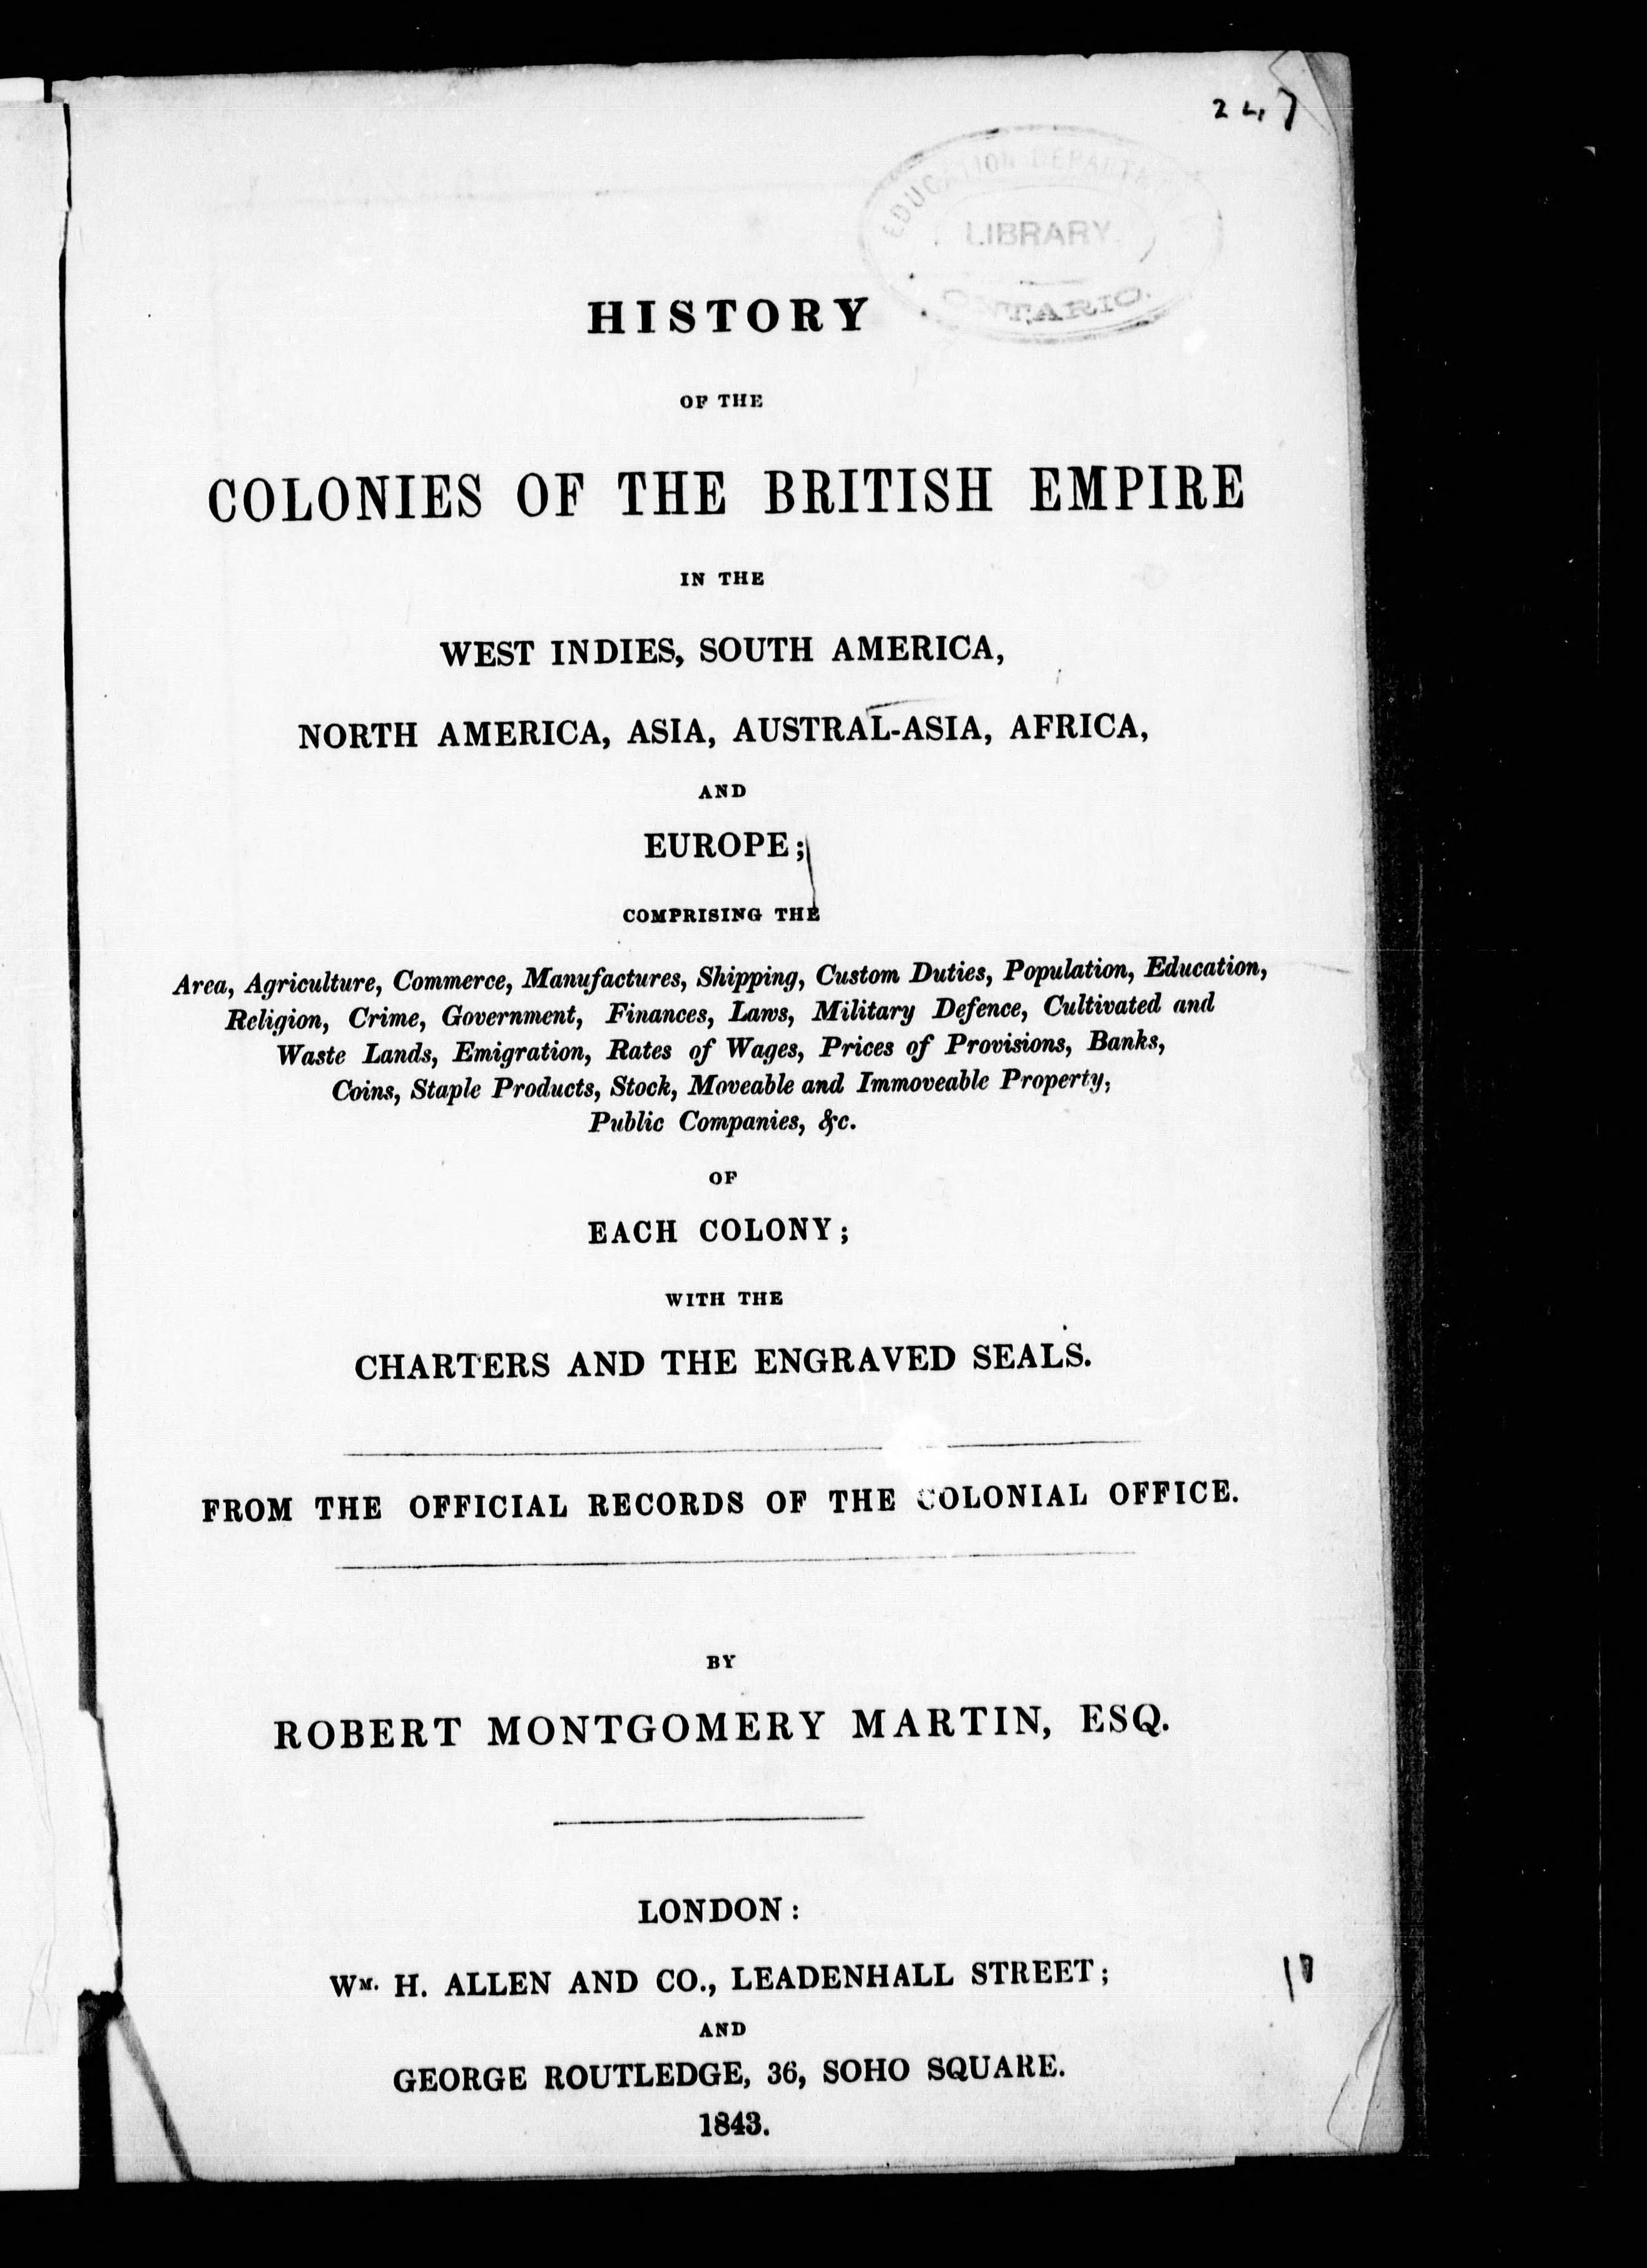 247
EDUCATION DEPARTM
LIBRARY
ONTARIO.
HISTORY
OF THE
COLONIES OF THE BRITISH EMPIRE
IN THE
WEST INDIES, SOUTH AMERICA,
NORTH AMERICA, ASIA, AUSTRAL-ASIA, AFRICA,
AND
EUROPE;
COMPRISING THE
Area, Agriculture, Commerce, Manufactures, Shipping, Custom Duties, Population, Education,
Religion, Crime, Government, Finances, Laws, Military Defence, Cultivated and
Waste Lands, Emigration, Rates of Wages, Prices of Provisions, Banks,
Coins, Staple Products, Stock, Moveable and Immoveable Property,
Public Companies, &c.
OF
EACH COLONY;
WITH THE
CHARTERS AND THE ENGRAVED SEALS.
FROM THE OFFICIAL RECORDS OF THE COLONIAL OFFICE.
BY
ROBERT MONTGOMERY MARTIN, ESQ.
LONDON:
WM. H. ALLEN AND CO., LEADENHALL STREET;
AND
GEORGE ROUTLEDGE, 36, SOHO SQUARE.
1843.